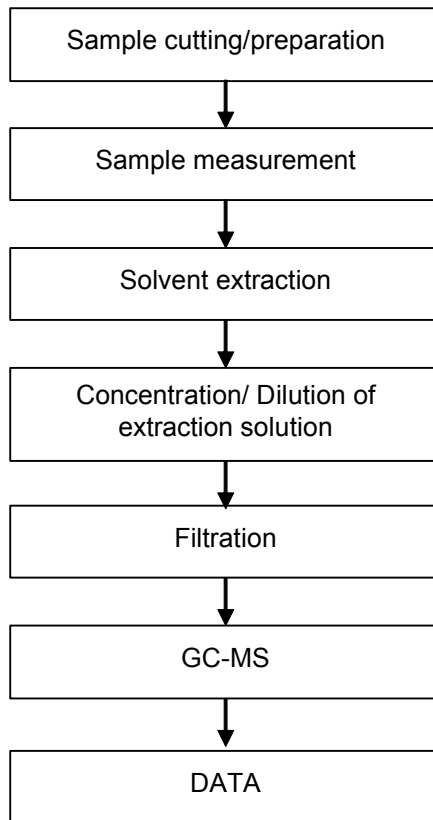 Sample cutting/preparation
Sample measurement
Solvent extraction
Concentration/ Dilution of
extraction solution
Filtration
GC-MS
DATA